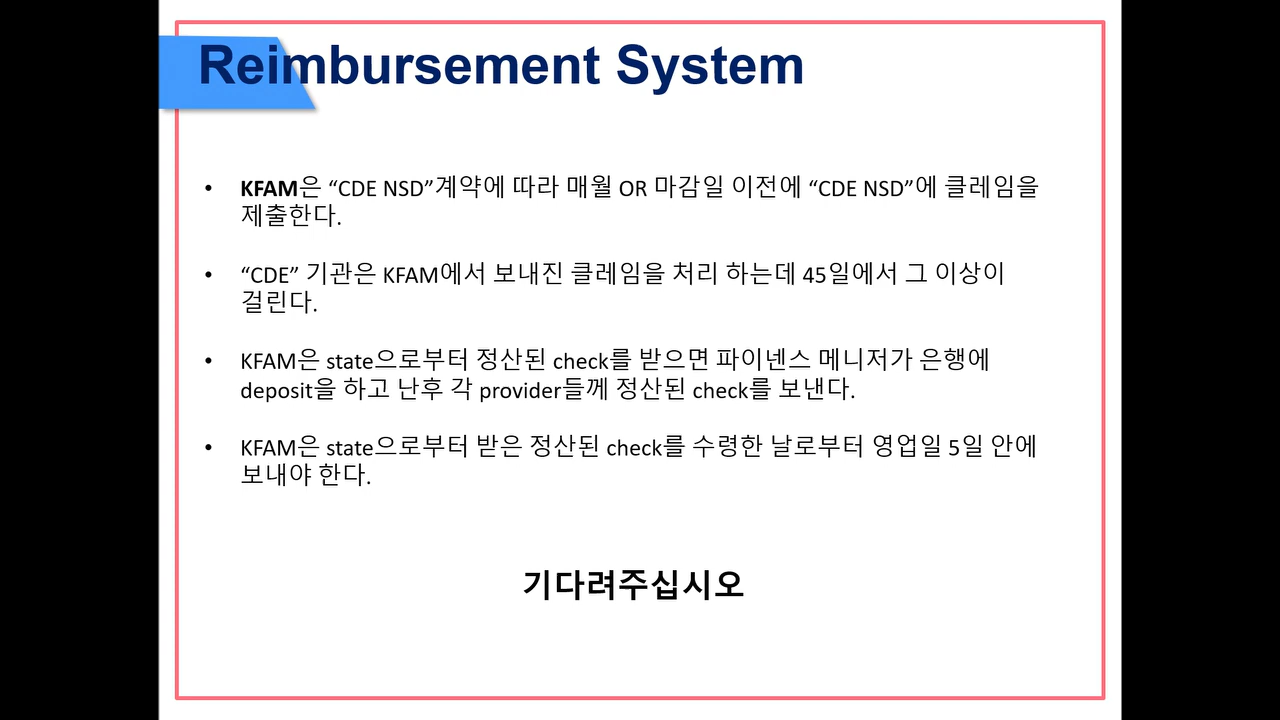 Reimbursement System
• KFAM은 “CDE NSD”계약에 따라 매월 OR 마감일 이전에 “CDE NSD”에 클레임을
제출한다.
• “CDE” 기관은 KFAM에서 보내진 클레임을 처리 하는데 45일에서 그 이상이
걸린다.
• KFAM은 state으로부터 정산된 check를 받으면 파이넨스 메니저가 은행에
deposit을 하고 난후 각 provider들께 정산된 check를 보낸다.
• KFAM은 state으로부터 받은 정산된 check를 수령한 날로부터 영업일 5일 안에
보내야 한다.
기다려주십시오